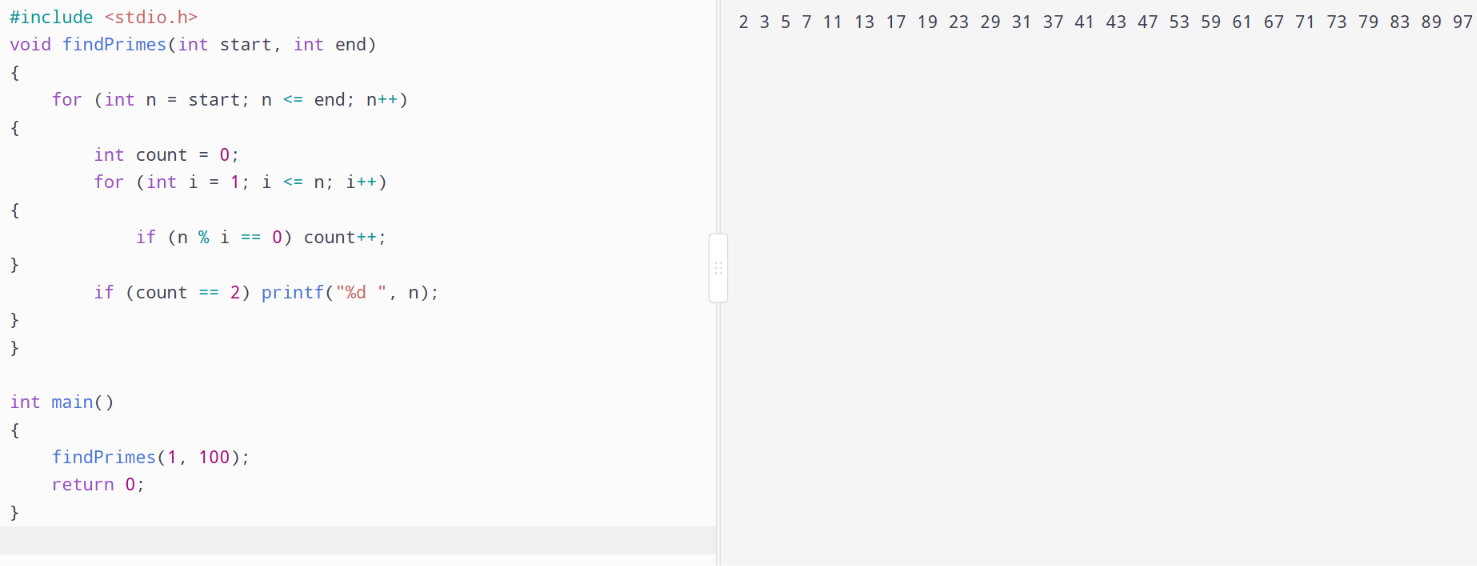 #include <stdio.h>
void findPrimes(int start, int end)
{
    for (int n = start; n <= end; n++)
{
        int count = 0;
        for (int i = 1; i <= n; i++)
{
            if (n % i == 0) count++;
}
        if (count == 2) printf("%d ", n);
}
}

int main()
{
    findPrimes(1, 100);
    return 0;
}
2 3 5 7 11 13 17 19 23 29 31 37 41 43 47 53 59 61 67 71 73 79 83 89 97